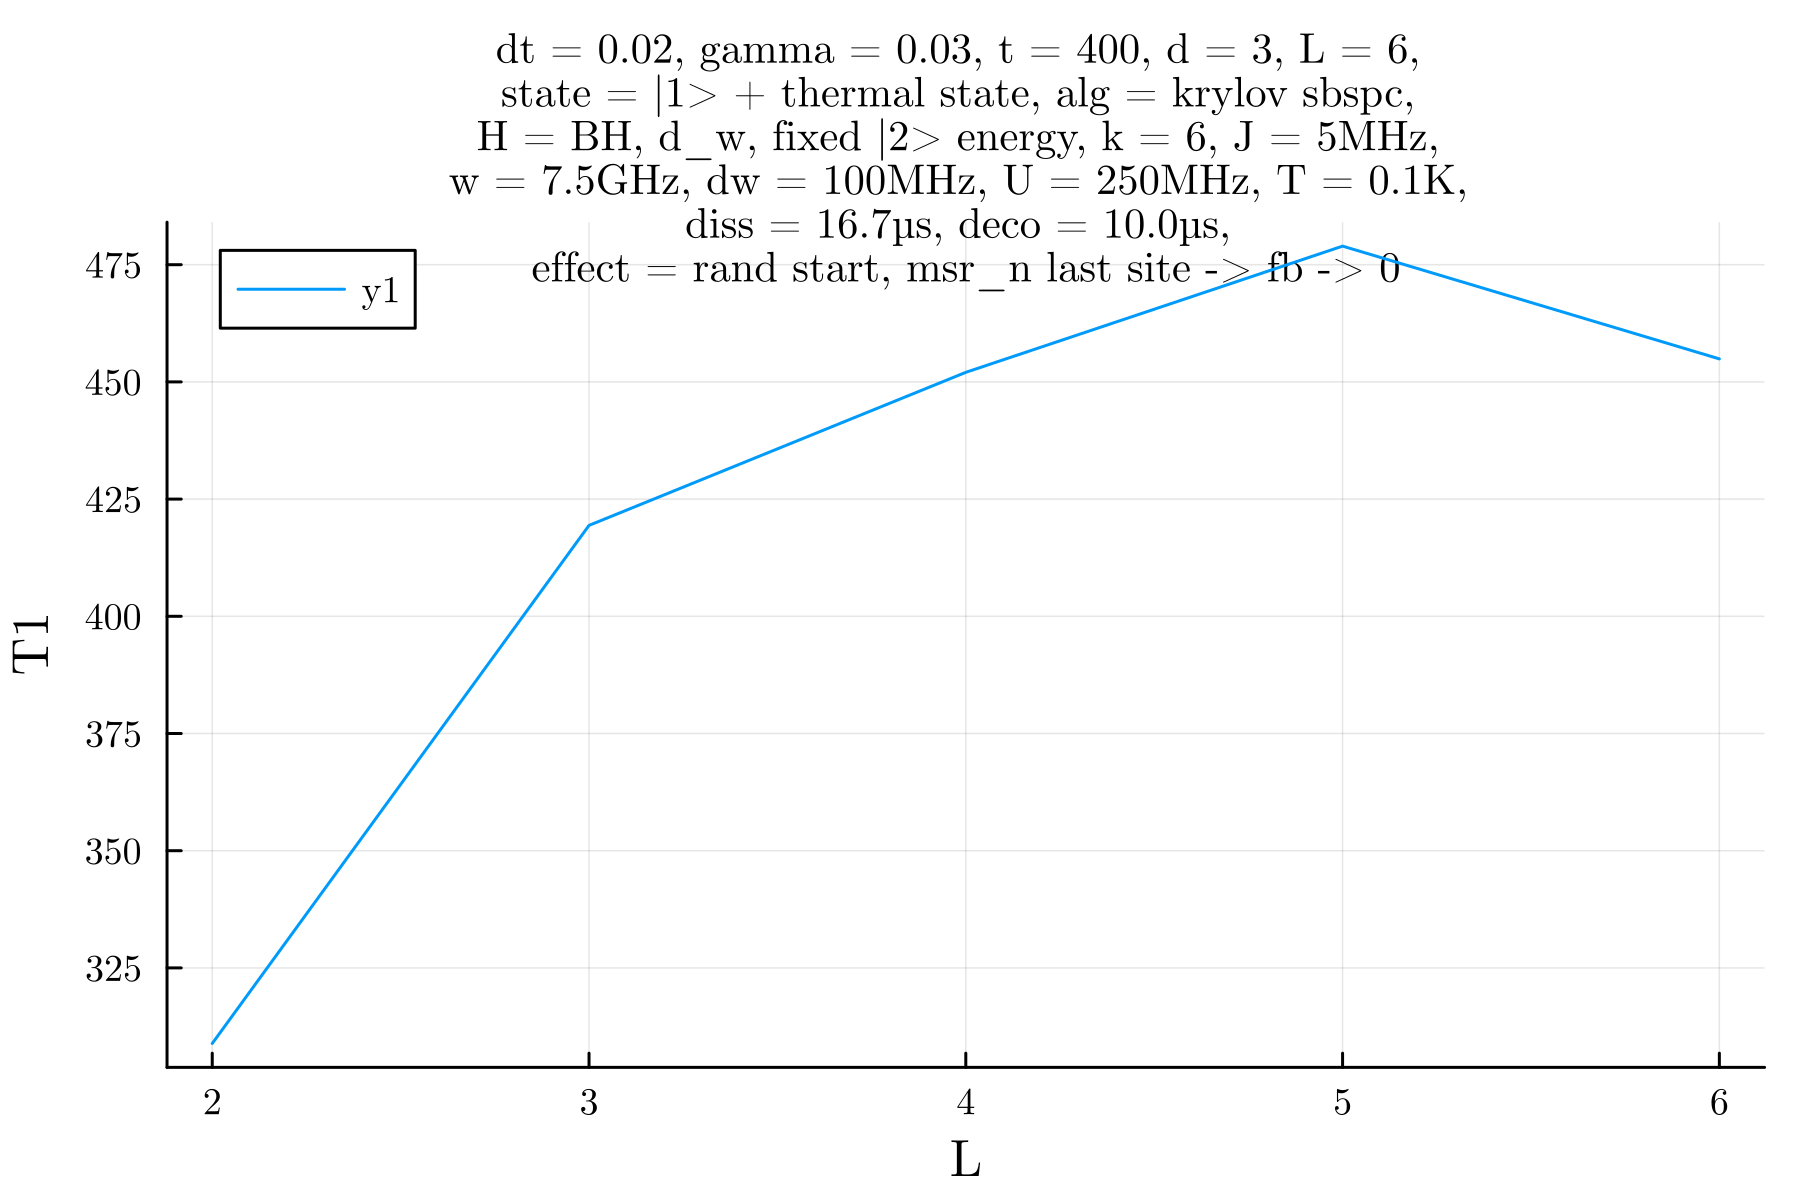 dt = 0.02, gamma = 0.03, t = 400, d = 3, L = 6,
state = |1> + thermal state, alg = krylov sbspc,
H = BH, d_w, fixed |2> energy, k = 6, J = 5MHz,
w = 7.5GHz, dw = 100MHz, U = 250MHz, T = 0.1K,
diss = 16.7µs, deco = 10.0µs,
effect = rand start, msr_n last site -> fb -> 0
y1
475
450
425
400
375
350
325
T1
2 3 4 5 6
L